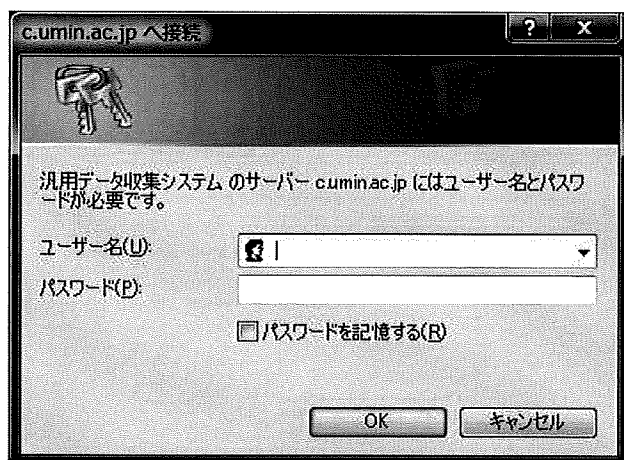 c.umin.ac.jp へ接続
汎用データ収集システム のサーバー c.umin.ac.jp にはユーザー名とパスワ
ードが必要です。
ユーザー名(U):
パスワード(P):
パスワードを記憶する(R)
OK キャンセル